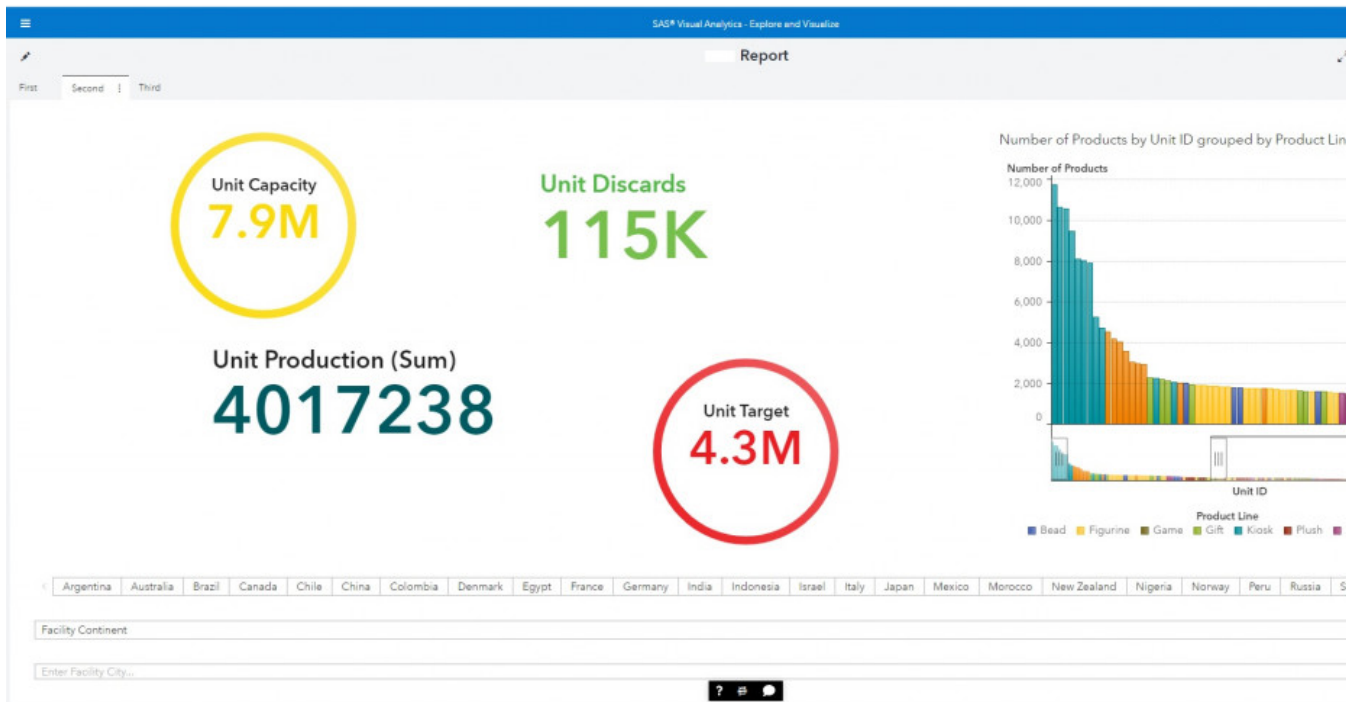 SAS® Visual Analytics - Explore and Visualize
Report
First Second Third
Unit Capacity
7.9M
Unit Discards
115K
Unit Production (Sum)
4017238
Unit Target
4.3M
Number of Products by Unit ID grouped by Product Lin
Number of Products
12,000
10,000
8,000
6,000
4,000
2,000
0
Unit ID
Product Line
Bead Figurine Game Gift Kiosk Plush
Argentina Australia Brazil Canada Chile China Colombia Denmark Egypt France Germany India Indonesia Israel Italy Japan Mexico Morocco New Zealand Nigeria Norway Peru Russia S
Facility Continent
Enter Facility City...
?